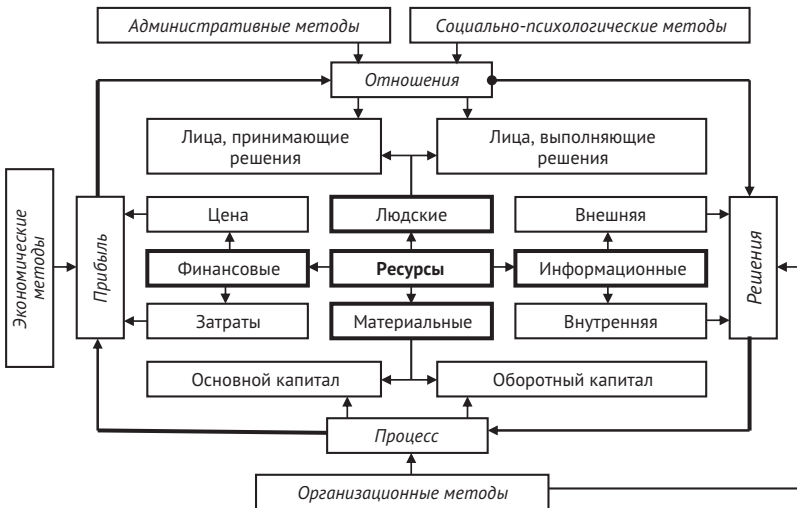 Административные методы
Социально-психологические методы
Отношения
Лица, принимающие
решения
Лица, выполняющие
решения
Экономические
методы
Прибыль
Цена
Людские
Внешняя
Решения
Финансовые
Ресурсы
Информационные
Затраты
Материальные
Внутренняя
Основной капитал
Оборотный капитал
Процесс
Организационные методы